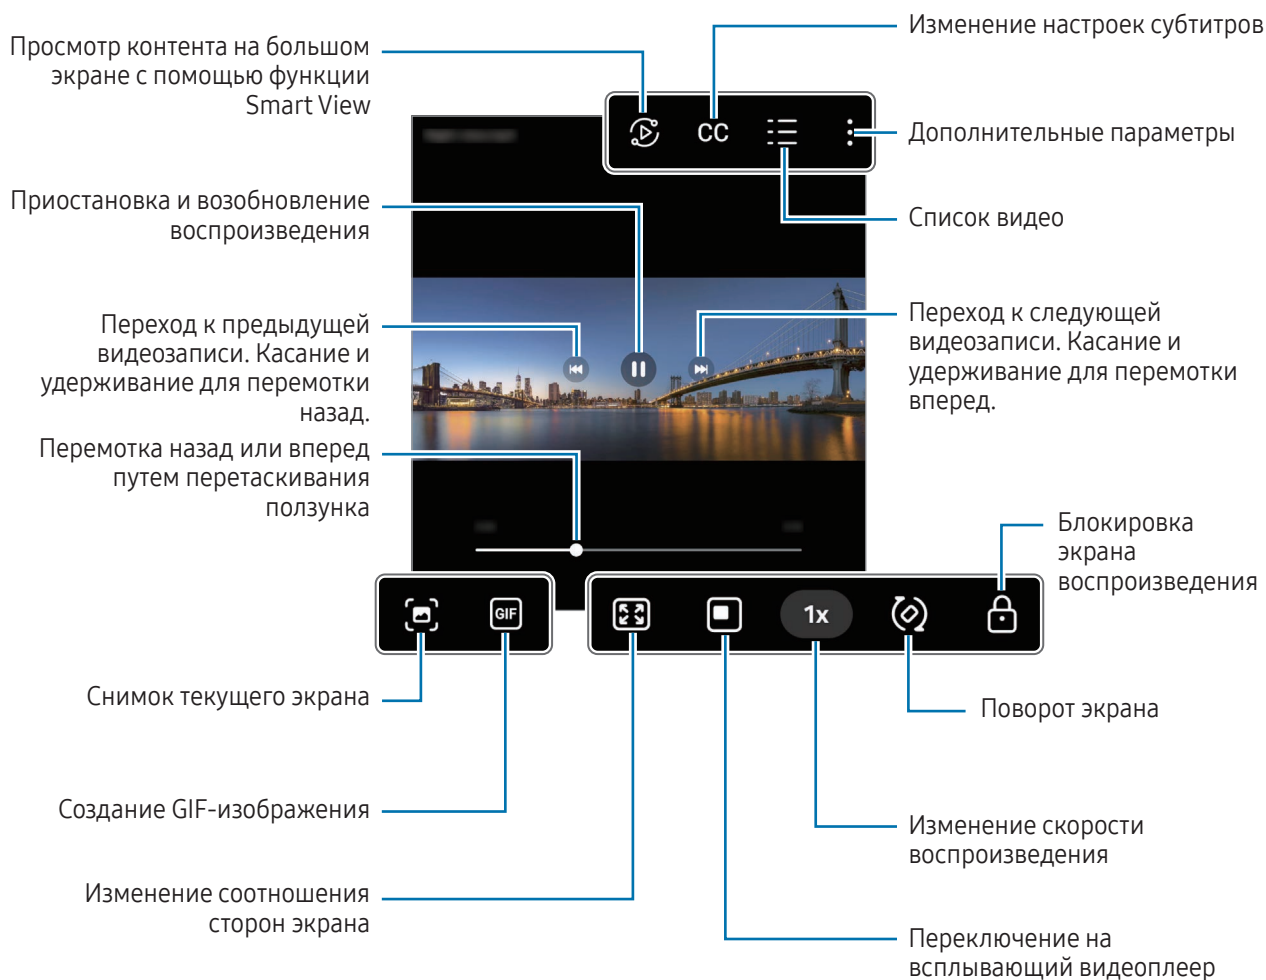 Изменение настроек субтитров
Просмотр контента на большом
экране с помощью функции
Smart View
CC
Дополнительные параметры
Приостановка и возобновление
воспроизведения
Список видео
Переход к предыдущей
видеозаписи. Касание и
удерживание для перемотки
назад.
Переход к следующей
видеозаписи. Касание и
удерживание для перемотки
вперед.
Перемотка назад или вперед
путем перетаскивания
ползунка
Блокировка
экрана
воспроизведения
GIF
1x
Снимок текущего экрана
Поворот экрана
Создание GIF-изображения
Изменение скорости
воспроизведения
Изменение соотношения
сторон экрана
Переключение на
всплывающий видеоплеер